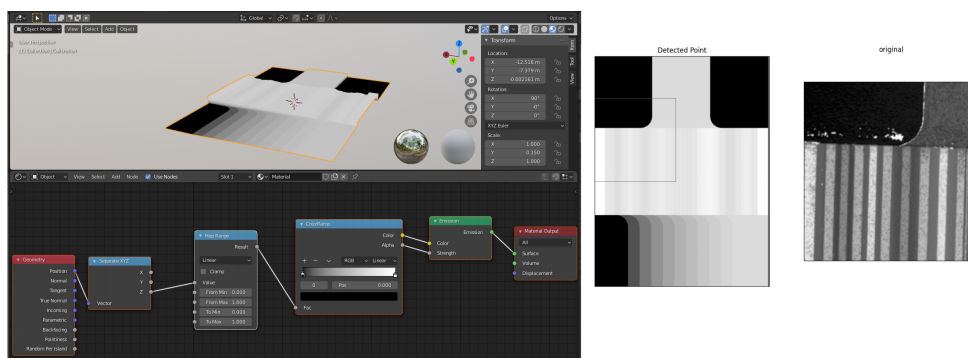 Global
Options
Object Mode
View
Select
Add
Object
User Perspective
(1) Collection | Calibration
Transform
Location:
X -12.516 m
Y -7.379 m
Z -0.002161 m
Rotation:
X 90°
Y 0°
Z 0°
XYZ Euler
Scale:
X 1.000
Y 0.150
Z 1.000
Item
Tool
View
Object
View
Select
Add
Node
Use Nodes
Slot 1
Material
Geometry
Position
Normal
Tangent
True Normal
Incoming
Parametric
Backfacing
Pointiness
Random Per Island
Separate XYZ
X
Y
Z
Vector
Map Range
Result
Linear
Clamp
Value
From Min 0.000
From Max 1.000
To Min 0.000
To Max 1.000
ColorRamp
Color
Alpha
RGB
Linear
0
Pos 0.000
Fac
Emission
Emission
Color
Strength
Material Output
All
Surface
Volume
Displacement
Detected Point
original